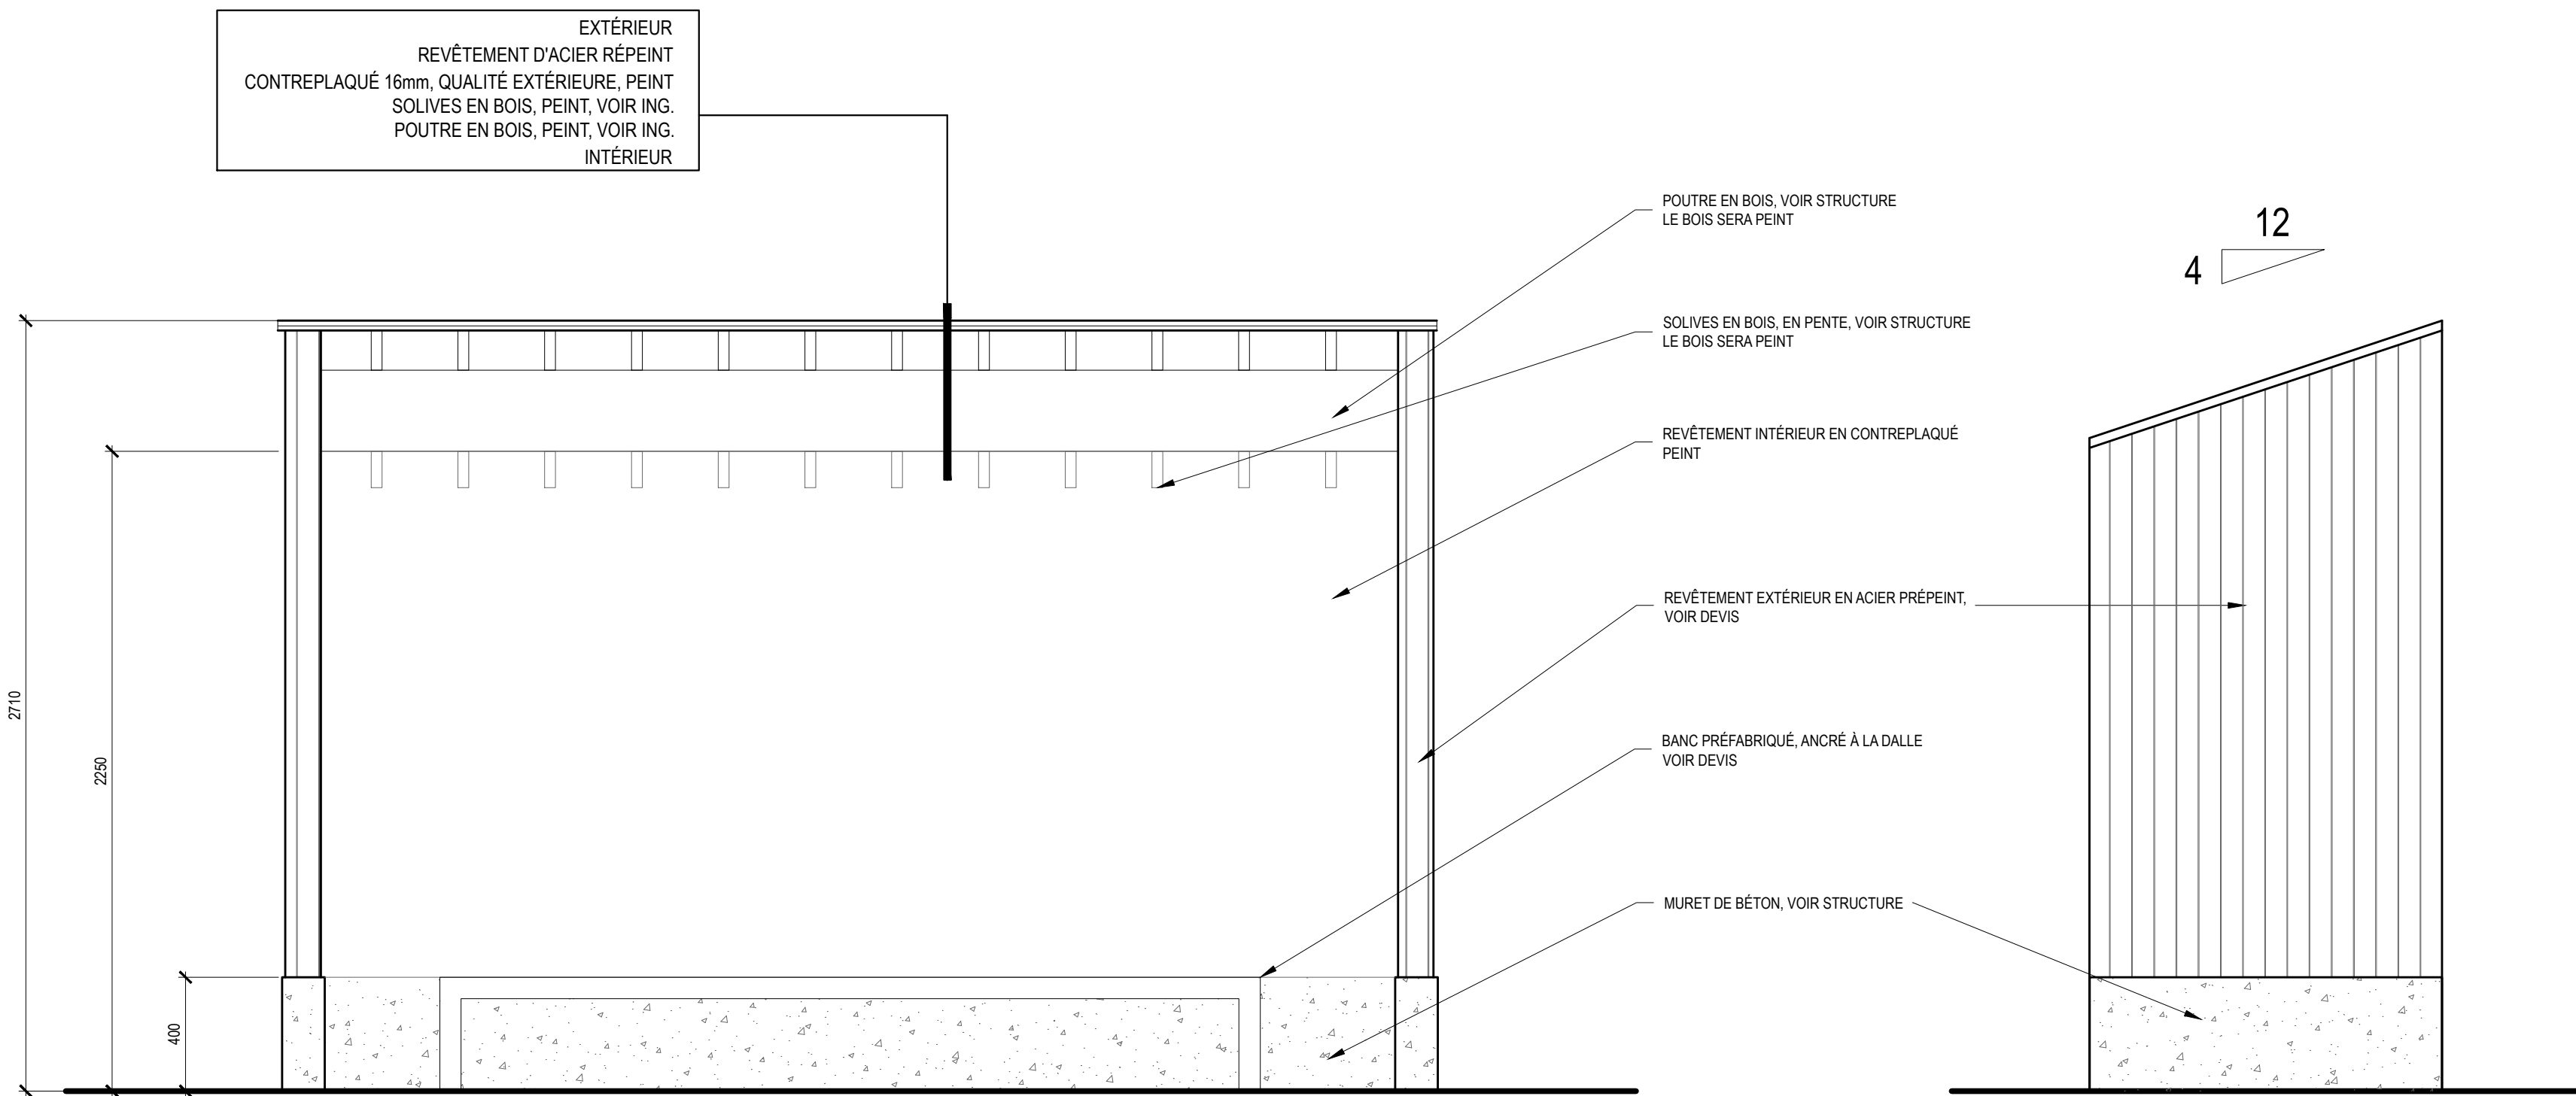 EXTÉRIEUR
REVÊTEMENT D'ACIER RÉPEINT
CONTREPLAQUÉ 16mm, QUALITÉ EXTÉRIEURE, PEINT
SOLIVES EN BOIS, PEINT, VOIR ING.
POUTRE EN BOIS, PEINT, VOIR ING.
INTÉRIEUR
POUTRE EN BOIS, VOIR STRUCTURE
LE BOIS SERA PEINT
12
4
SOLIVES EN BOIS, EN PENTE, VOIR STRUCTURE
LE BOIS SERA PEINT
REVÊTEMENT INTÉRIEUR EN CONTREPLAQUÉ
PEINT
REVÊTEMENT EXTÉRIEUR EN ACIER PRÉPEINT,
VOIR DEVIS
BANC PRÉFABRIQUÉ, ANCRÉ À LA DALLE
VOIR DEVIS
MURET DE BÉTON, VOIR STRUCTURE
2710
2250
400